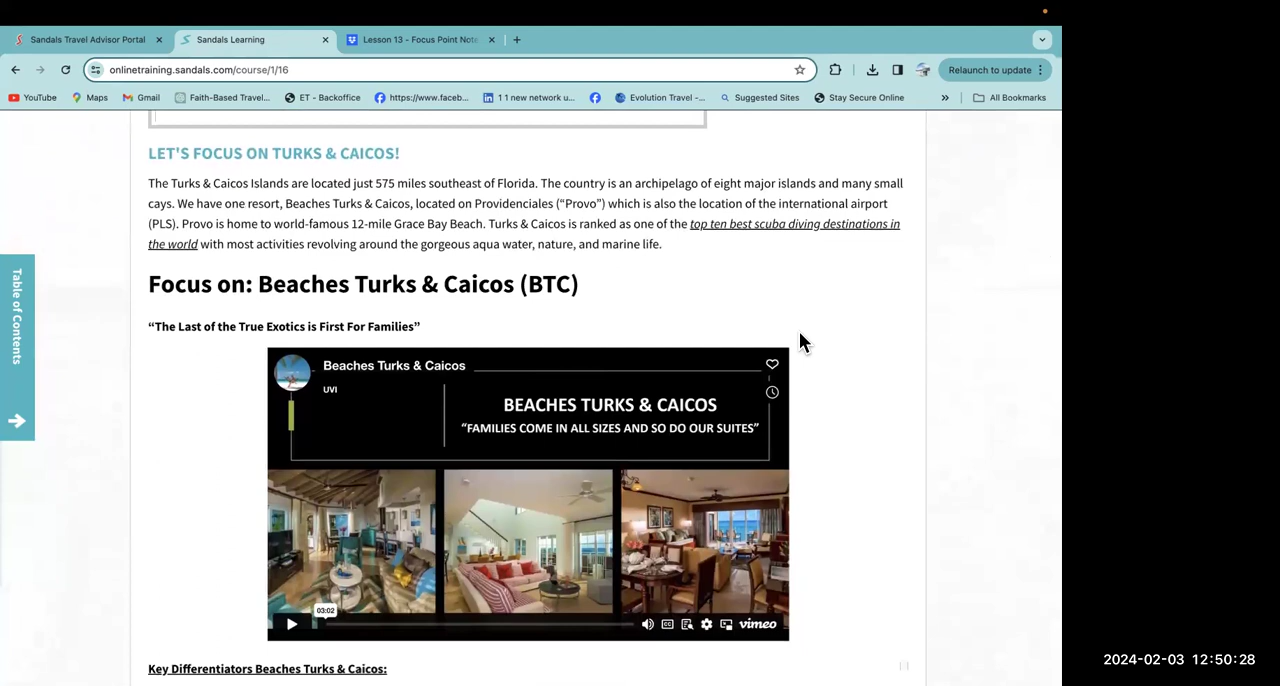 Sandals Travel Advisor Portal
Sandals Learning
Lesson 13 - Focus Point Note
onlinetraining.sandals.com/course/1/16
Relaunch to update
YouTube
Maps
Gmail
Faith-Based Travel...
ET - Backoffice
https://www.faceb...
1 1 new network u...
Evolution Travel -...
Suggested Sites
Stay Secure Online
»
All Bookmarks
LET'S FOCUS ON TURKS & CAICOS!
The Turks & Caicos Islands are located just 575 miles southeast of Florida. The country is an archipelago of eight major islands and many small
cays. We have one resort, Beaches Turks & Caicos, located on Providenciales (“Provo”) which is also the location of the international airport
(PLS). Provo is home to world-famous 12-mile Grace Bay Beach. Turks & Caicos is ranked as one of the top ten best scuba diving destinations in
the world with most activities revolving around the gorgeous aqua water, nature, and marine life.
Table of Contents
Focus on: Beaches Turks & Caicos (BTC)
“The Last of the True Exotics is First For Families”
Beaches Turks & Caicos
UVI
BEACHES TURKS & CAICOS
“FAMILIES COME IN ALL SIZES AND SO DO OUR SUITES”
03:02
CC
vimeo
Key Differentiators Beaches Turks & Caicos:
2024-02-03 12:50:28